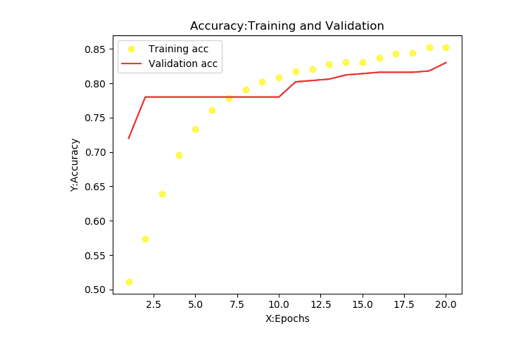 Accuracy:Training and Validation
Training acc
Validation acc
Y:Accuracy
0.85
0.80
0.75
0.70
0.65
0.60
0.55
0.50
2.5 5.0 7.5 10.0 12.5 15.0 17.5 20.0
X:Epochs